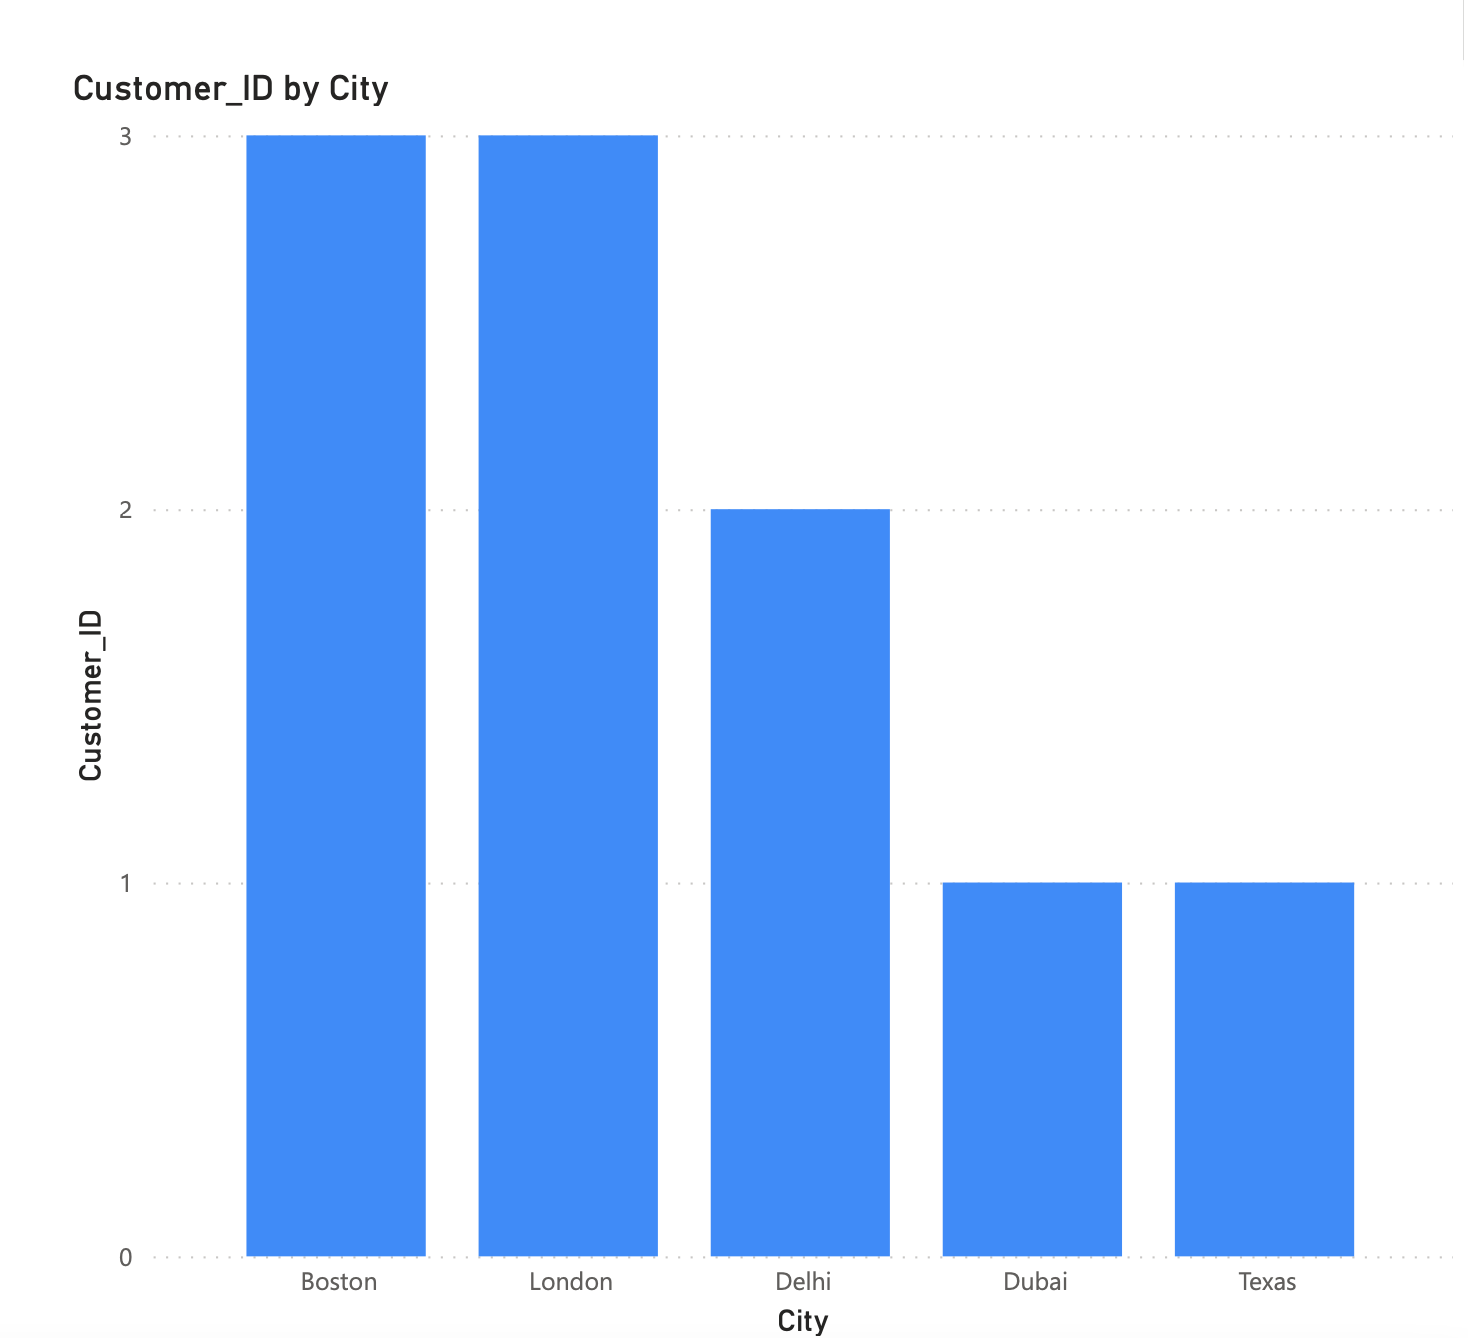 Customer_ID by City
3
2
1
0
Customer_ID
Boston London Delhi Dubai Texas
City